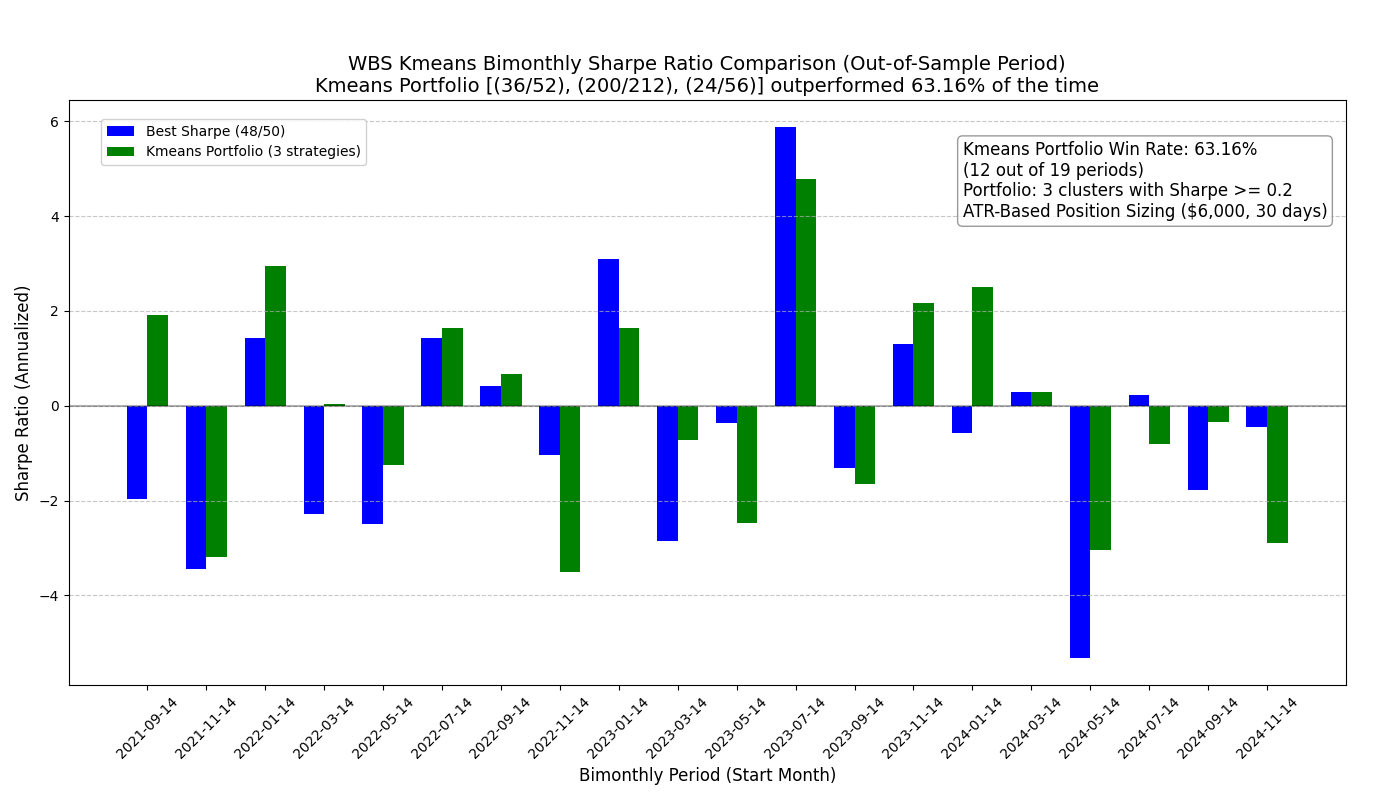 WBS Kmeans Bimonthly Sharpe Ratio Comparison (Out-of-Sample Period)
Kmeans Portfolio [(36/52), (200/212), (24/56)] outperformed 63.16% of the time
Best Sharpe (48/50)
Kmeans Portfolio (3 strategies)
Kmeans Portfolio Win Rate: 63.16%
(12 out of 19 periods)
Portfolio: 3 clusters with Sharpe >= 0.2
ATR-Based Position Sizing ($6,000, 30 days)
Sharpe Ratio (Annualized)
6
4
2
0
−2
−4
2021-09-14
2021-11-14
2022-01-14
2022-03-14
2022-05-14
2022-07-14
2022-09-14
2022-11-14
2023-01-14
2023-03-14
2023-05-14
2023-07-14
2023-09-14
2023-11-14
2024-01-14
2024-03-14
2024-05-14
2024-07-14
2024-09-14
2024-11-14
Bimonthly Period (Start Month)